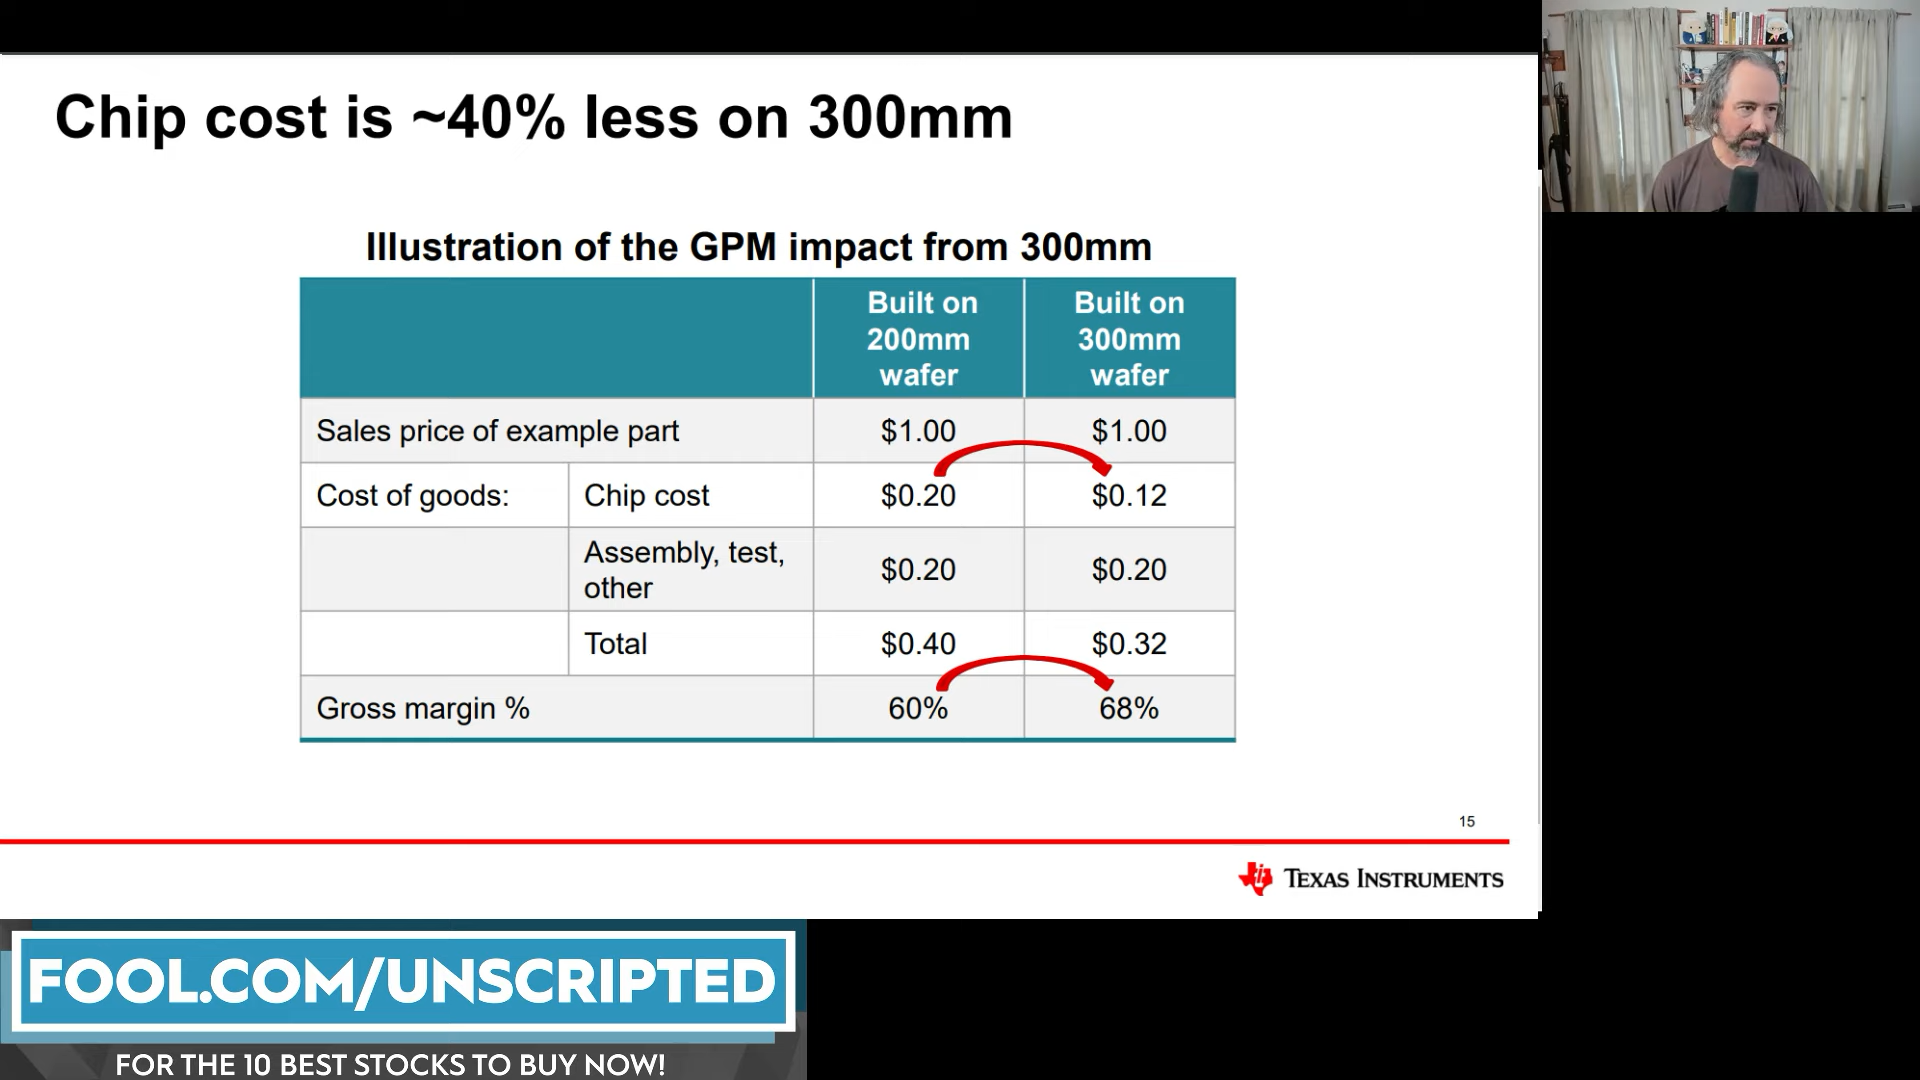 Chip cost is ~40% less on 300mm
Illustration of the GPM impact from 300mm
Built on
200mm
wafer
Built on
300mm
wafer
Sales price of example part
$1.00
$1.00
Cost of goods:
Chip cost
$0.20
$0.12
Assembly, test,
other
$0.20
$0.20
Total
$0.40
$0.32
Gross margin %
60%
68%
15
TEXAS INSTRUMENTS
FOOL.COM/UNSCRIPTED
FOR THE 10 BEST STOCKS TO BUY NOW!